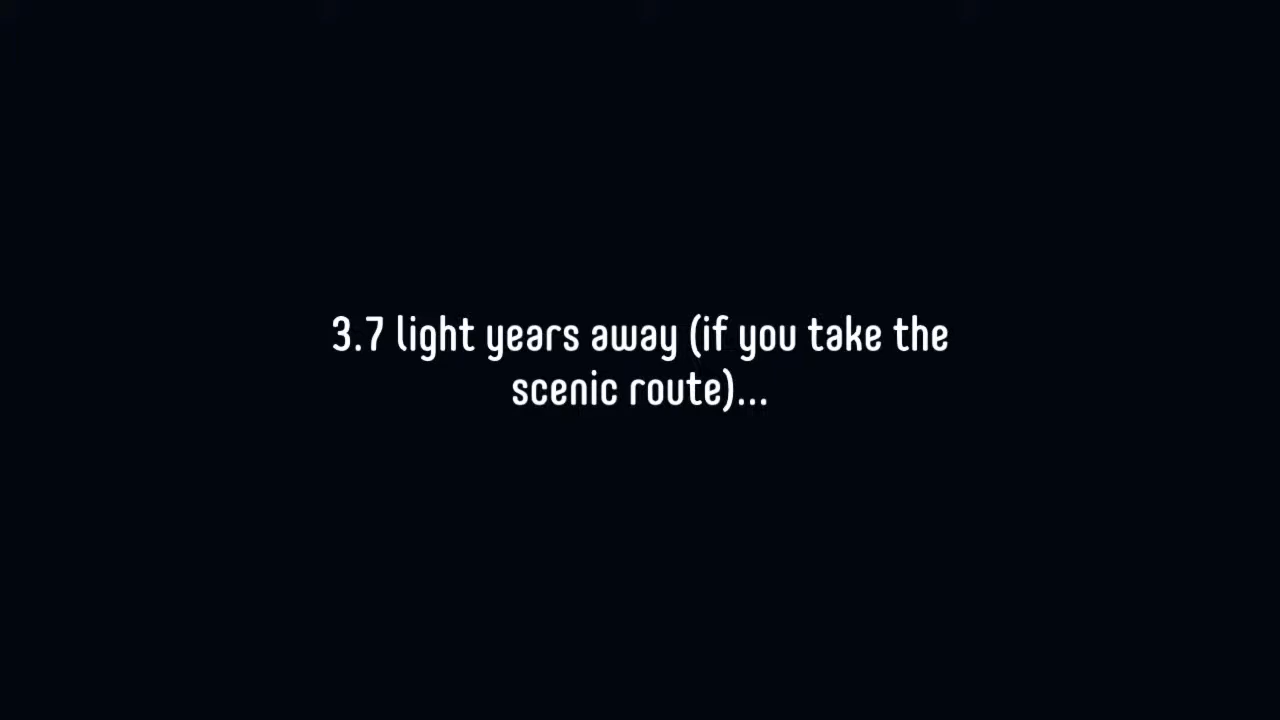 3.7 light years away (if you take the
scenic route)...